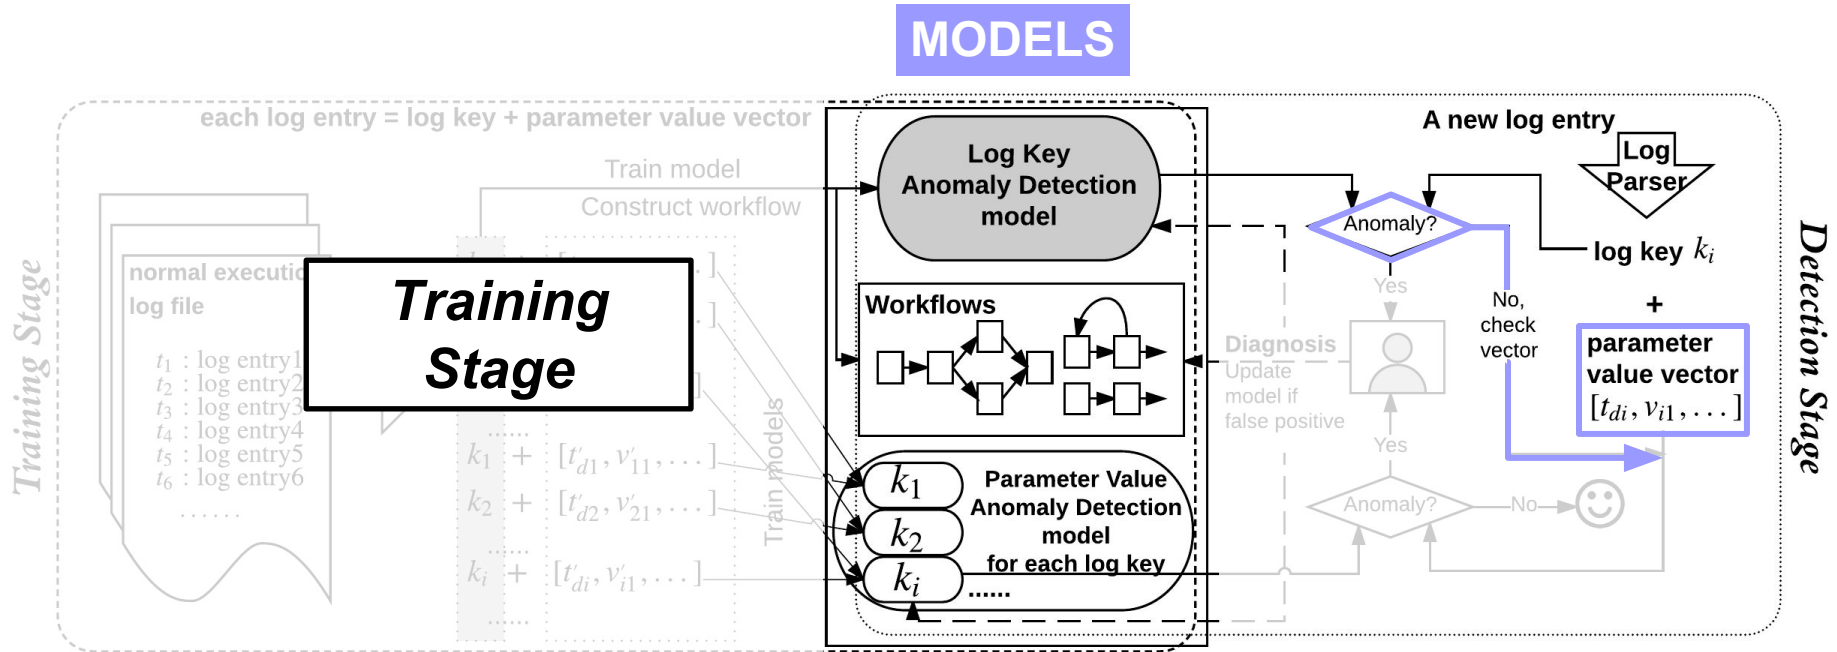 MODELS
each log entry = log key + parameter value vector
Training Stage
Train model
Construct workflow
normal executio
log file
t1 : log entry1
t2 : log entry2
t3 : log entry3
t4 : log entry4
t5 : log entry5
t6 : log entry6
......
Training
Stage
......
k1 + [t'd1, v'11, . . . ]
k2 + [t'd2, v'21, . . . ]
......
ki + [t'di, v'i1, . . . ]
......
Train models
Log Key
Anomaly Detection
model
Workflows
k1
k2
ki
Parameter Value
Anomaly Detection
model
for each log key
......
A new log entry
Log
Parser
log key ki
+
parameter
value vector
[tdi, vi1, . . . ]
Anomaly?
Yes
No,
check
vector
Diagnosis
Update
model if
false positive
Yes
Anomaly?
No
Detection Stage